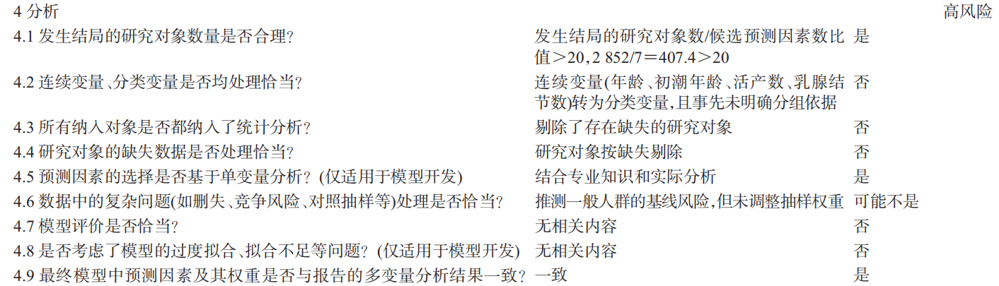 4 分析 高风险
4.1 发生结局的研究对象数量是否合理? 发生结局的研究对象数/候选预测因素数比 是
值>20,2 852/7=407.4>20
4.2 连续变量、分类变量是否均处理恰当? 连续变量(年龄、初潮年龄、活产数、乳腺结 否
节数)转为分类变量,且事先未明确分组依据
4.3 所有纳入对象是否都纳入了统计分析? 剔除了存在缺失的研究对象 否
4.4 研究对象的缺失数据是否处理恰当? 研究对象按缺失剔除 否
4.5 预测因素的选择是否基于单变量分析? (仅适用于模型开发) 结合专业知识和实际分析 是
4.6 数据中的复杂问题(如删失、竞争风险、对照抽样等)处理是否恰当? 推测一般人群的基线风险,但未调整抽样权重 可能不是
4.7 模型评价是否恰当? 无相关内容 否
4.8 是否考虑了模型的过度拟合、拟合不足等问题? (仅适用于模型开发) 无相关内容 否
4.9 最终模型中预测因素及其权重是否与报告的多变量分析结果一致? 一致 是